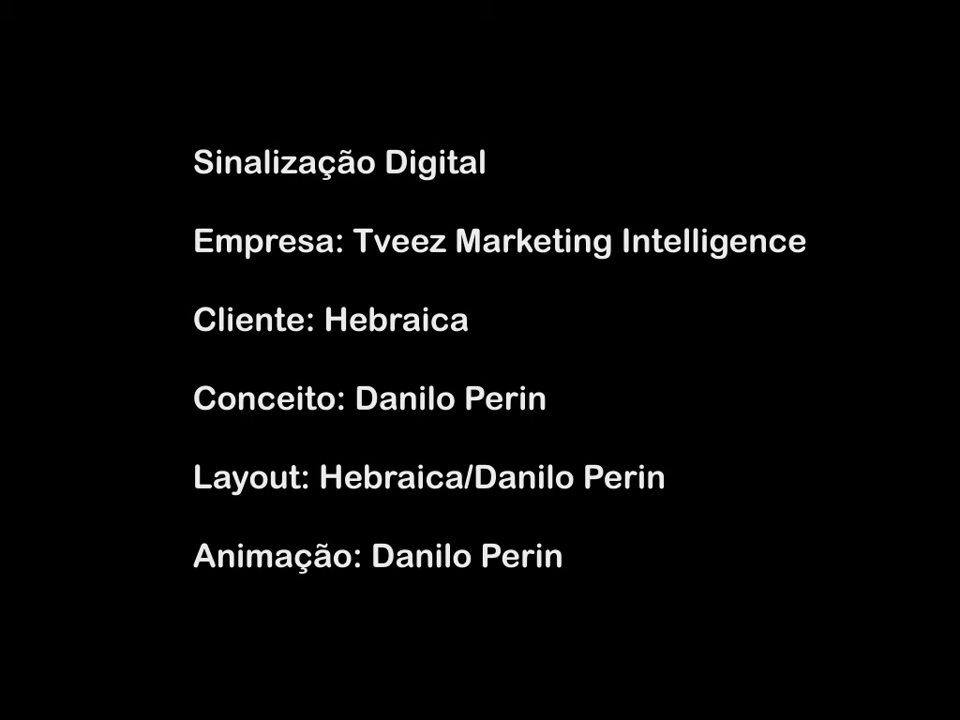 Sinalização Digital
Empresa: Tveez Marketing Intelligence
Cliente: Hebraica
Conceito: Danilo Perin
Layout: Hebraica/Danilo Perin
Animação: Danilo Perin